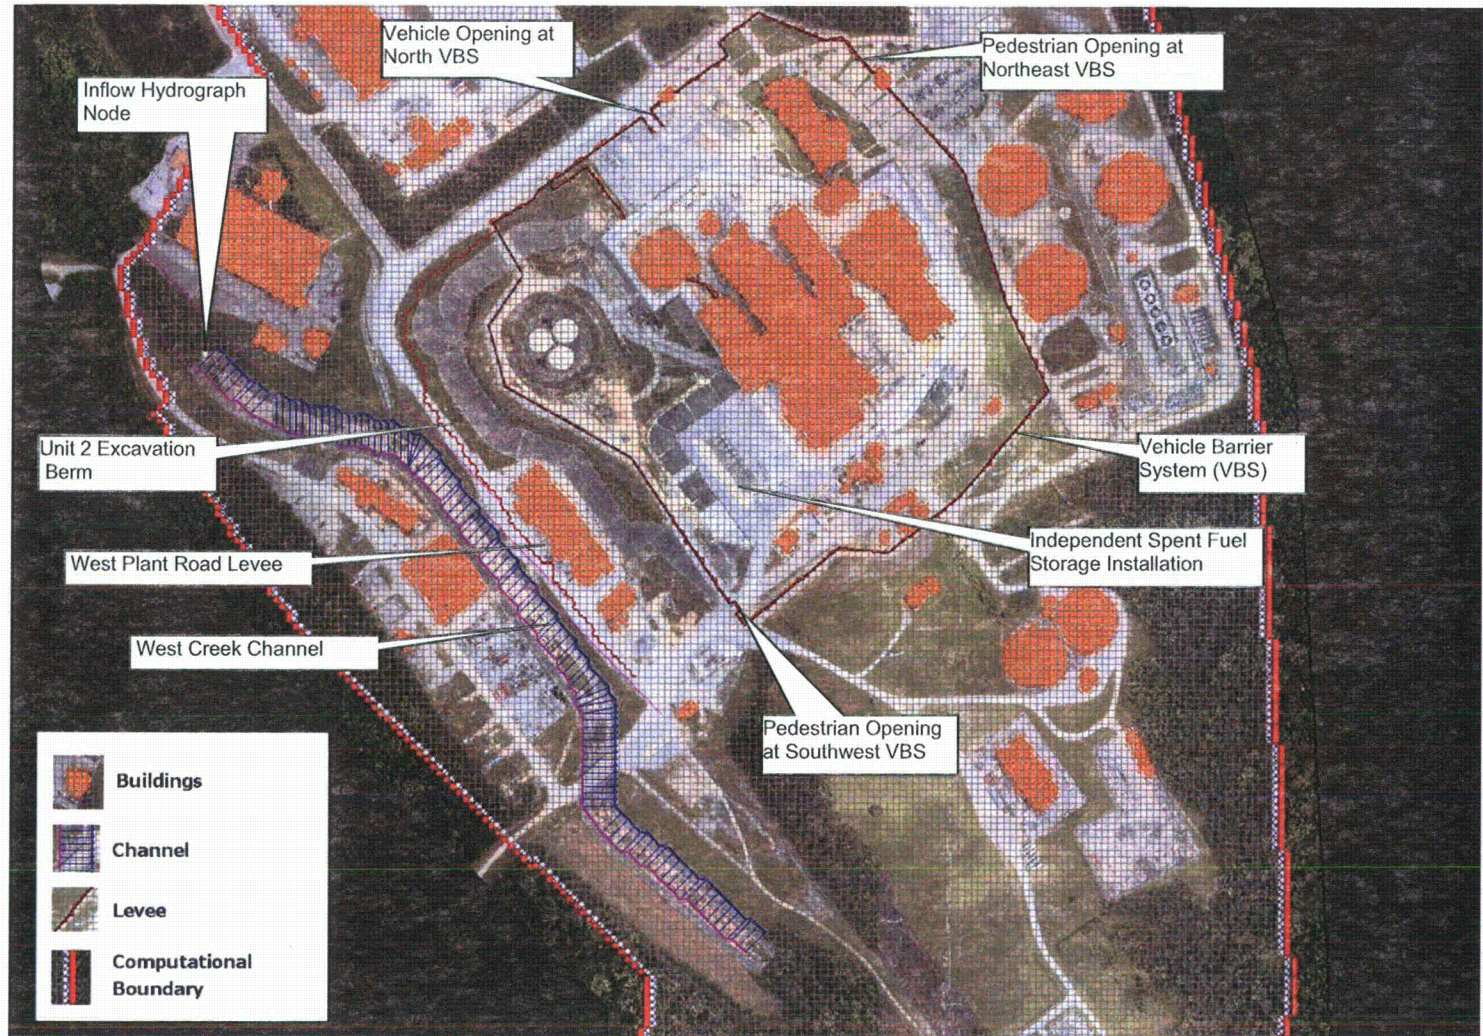 Vehicle Opening at
North VBS
Pedestrian Opening at
Northeast VBS
Inflow Hydrograph
Node
Unit 2 Excavation
Berm
Vehicle Barrier
System (VBS)
Independent Spent Fuel
Storage Installation
West Plant Road Levee
West Creek Channel
Pedestrian Opening
at Southwest VBS
Buildings
Channel
Levee
Computational
Boundary